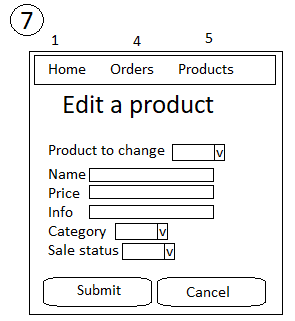 7
1 4 5
Home Orders Products
Edit a product
Product to change v
Name
Price
Info
Category v
Sale status v
Submit Cancel